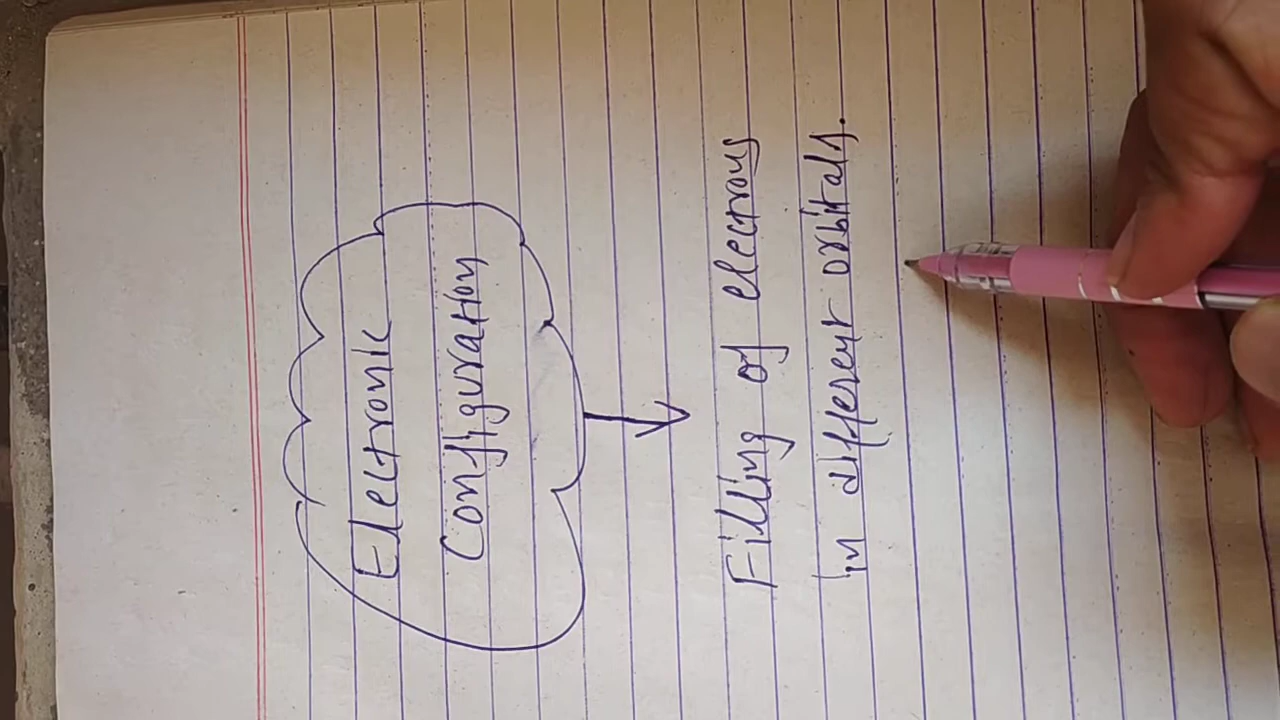 Electronic
Configuration
Filling of electrons
in different orbitals.